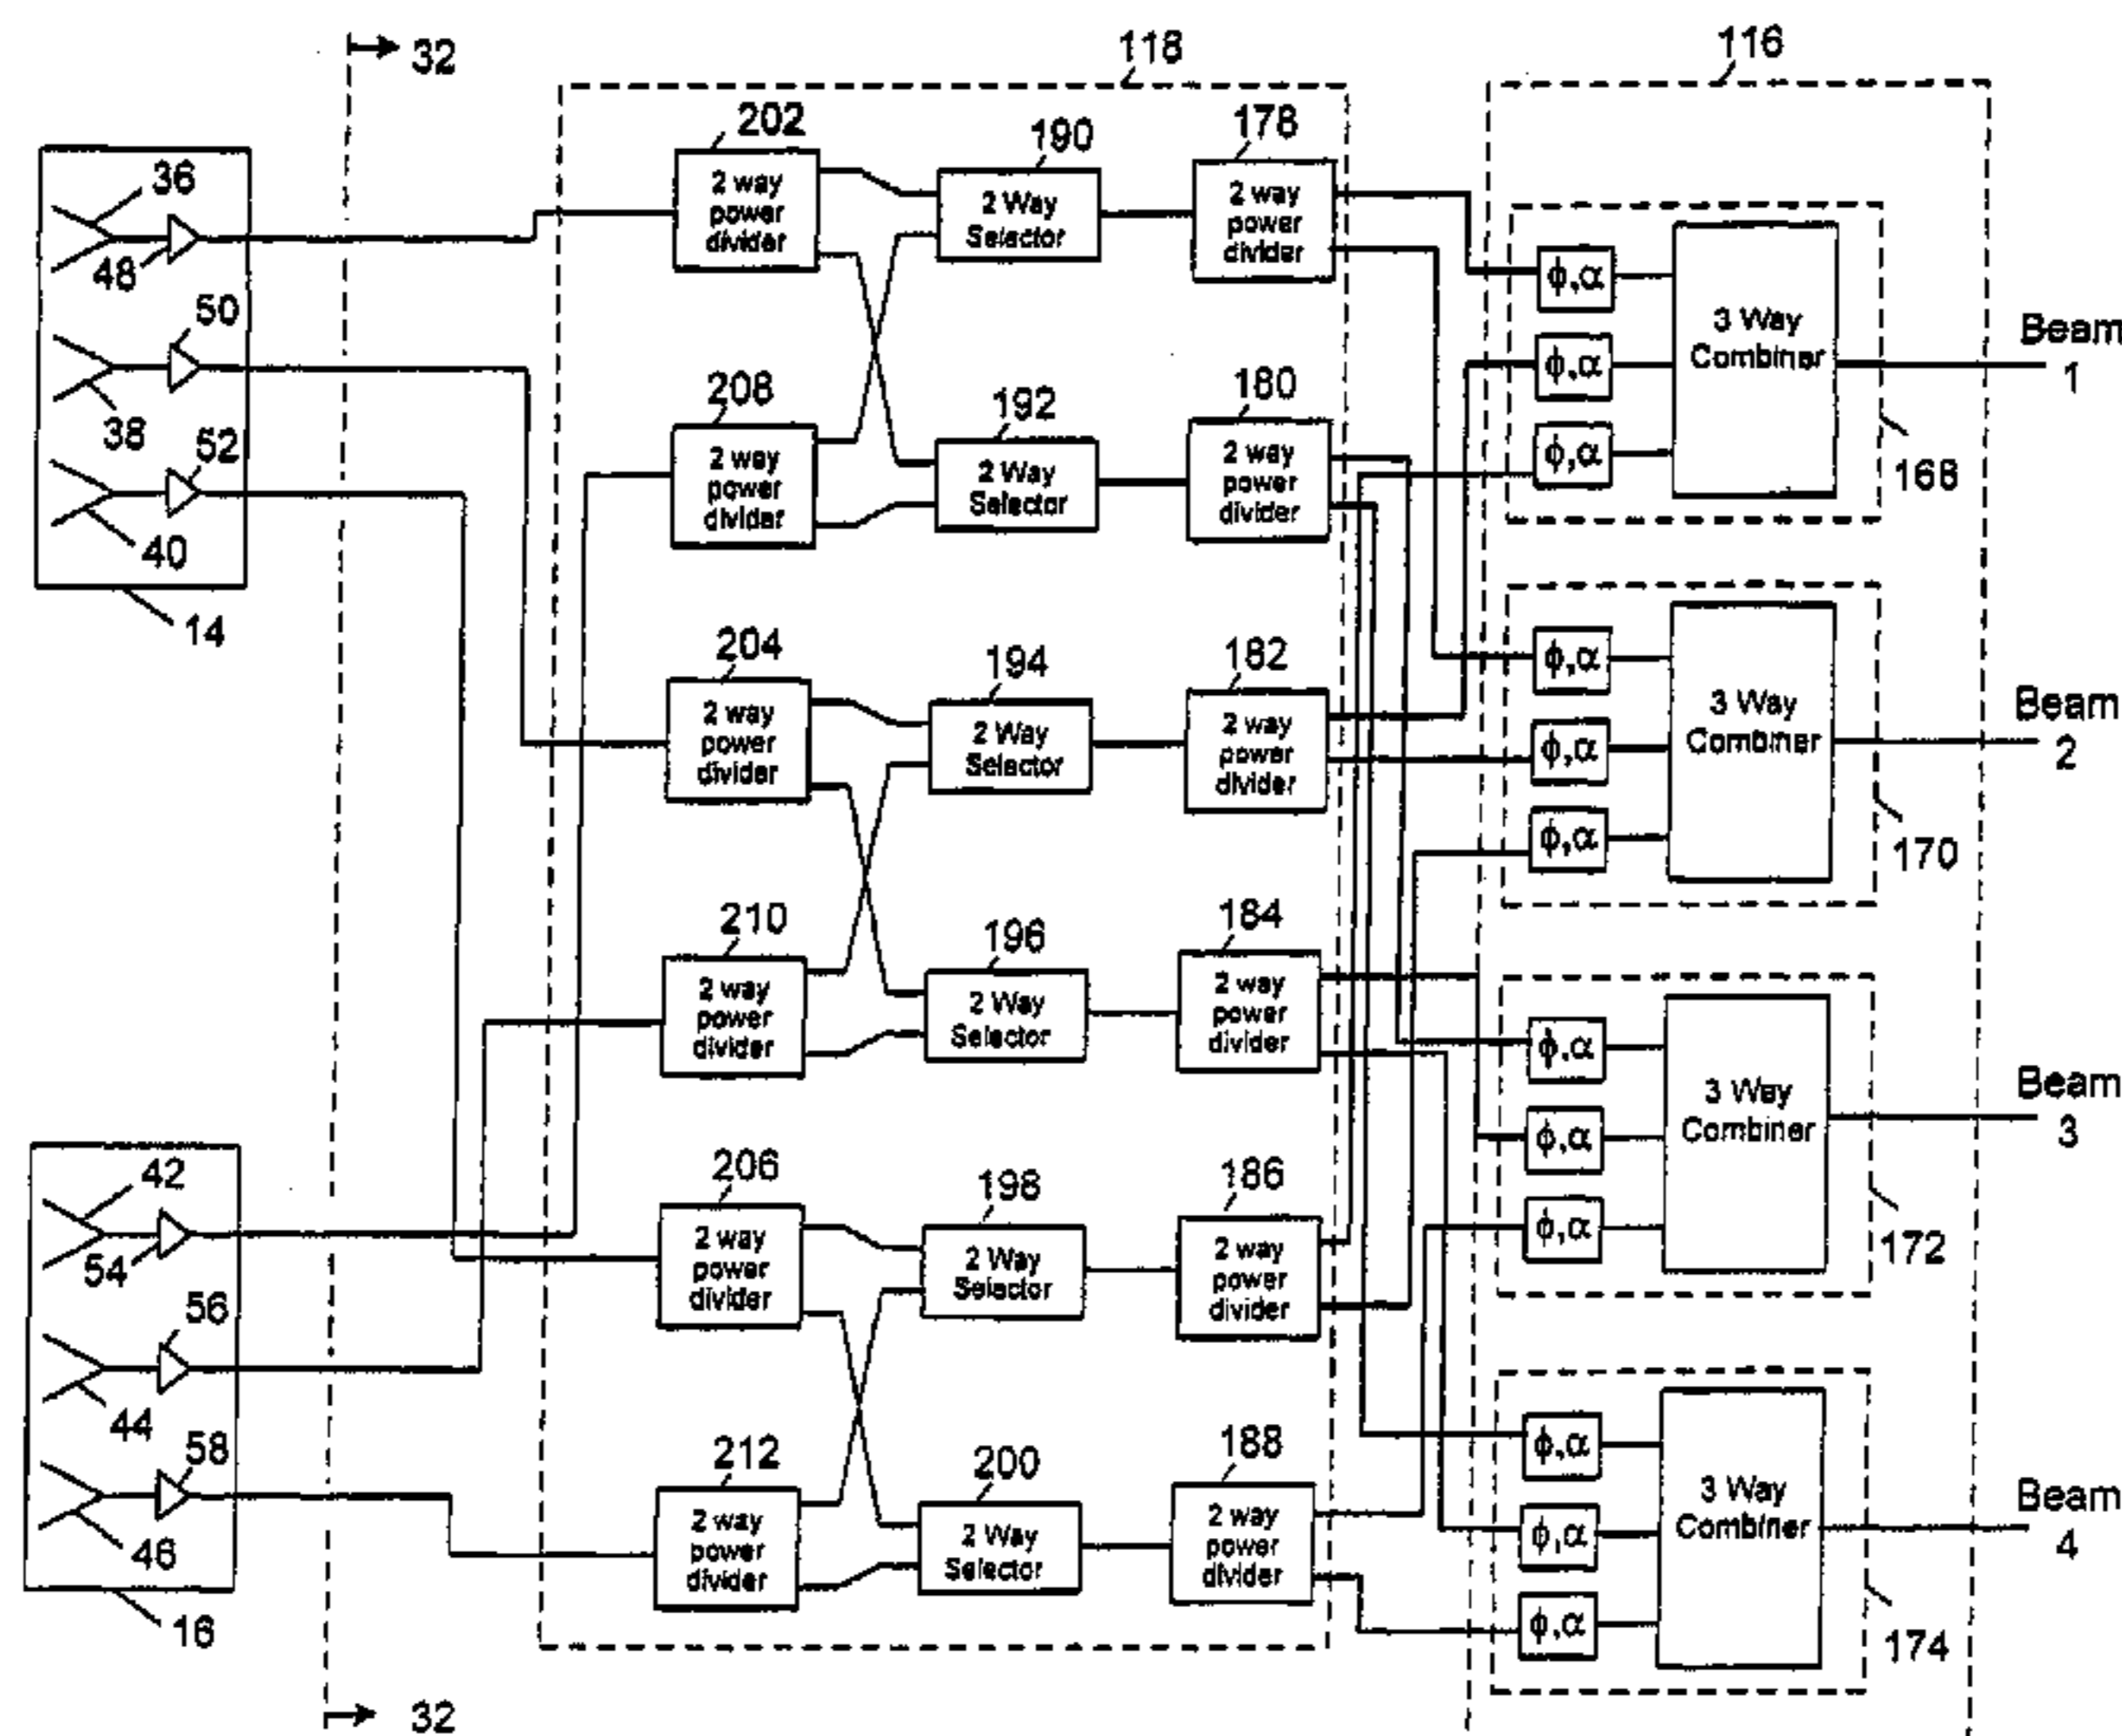 32
118
116
202
190
178
36
2 way
power
divider
2 Way
Selector
2 way
power
divider
48
ϕ,α
3 Way
Combiner
Beam
1
50
ϕ,α
38
208
192
180
52
2 way
power
divider
2 Way
Selector
2 way
power
divider
ϕ,α
168
40
14
204
194
182
ϕ,α
3 Way
Combiner
Beam
2
2 way
power
divider
2 Way
Selector
2 way
power
divider
ϕ,α
ϕ,α
170
210
196
184
2 way
power
divider
2 Way
Selector
2 way
power
divider
ϕ,α
3 Way
Combiner
Beam
3
42
206
198
186
ϕ,α
54
2 way
power
divider
2 Way
Selector
2 way
power
divider
ϕ,α
172
56
44
58
212
200
188
ϕ,α
3 Way
Combiner
Beam
4
46
2 way
power
divider
2 Way
Selector
2 way
power
divider
ϕ,α
16
ϕ,α
174
32